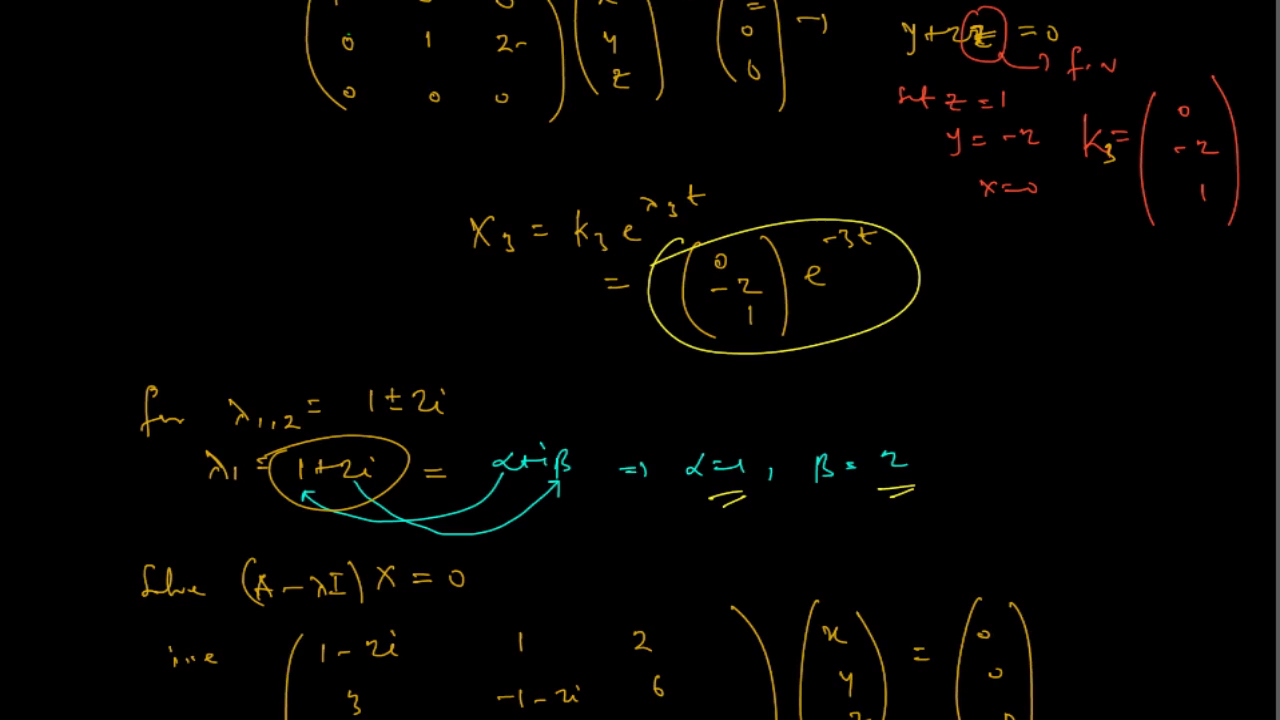 0 1 2 y = 0 →
0 0 0 z 0
y + 2z = 0
set z = 1
y = -2 K₃ = (0 -2 1)
x = 0
X₃ = K₃ e^{λ₃t}
= (0 -2 1) e^{-3t}
for λ₁,₂ = 1 ± 2i
λ₁ = 1+2i = α+iβ ⇒ α=1, β = 2
Solve (A - λI) X = 0
i.e (1-2i 1 2) (x) = (0)
3 -1-2i 6 y 0